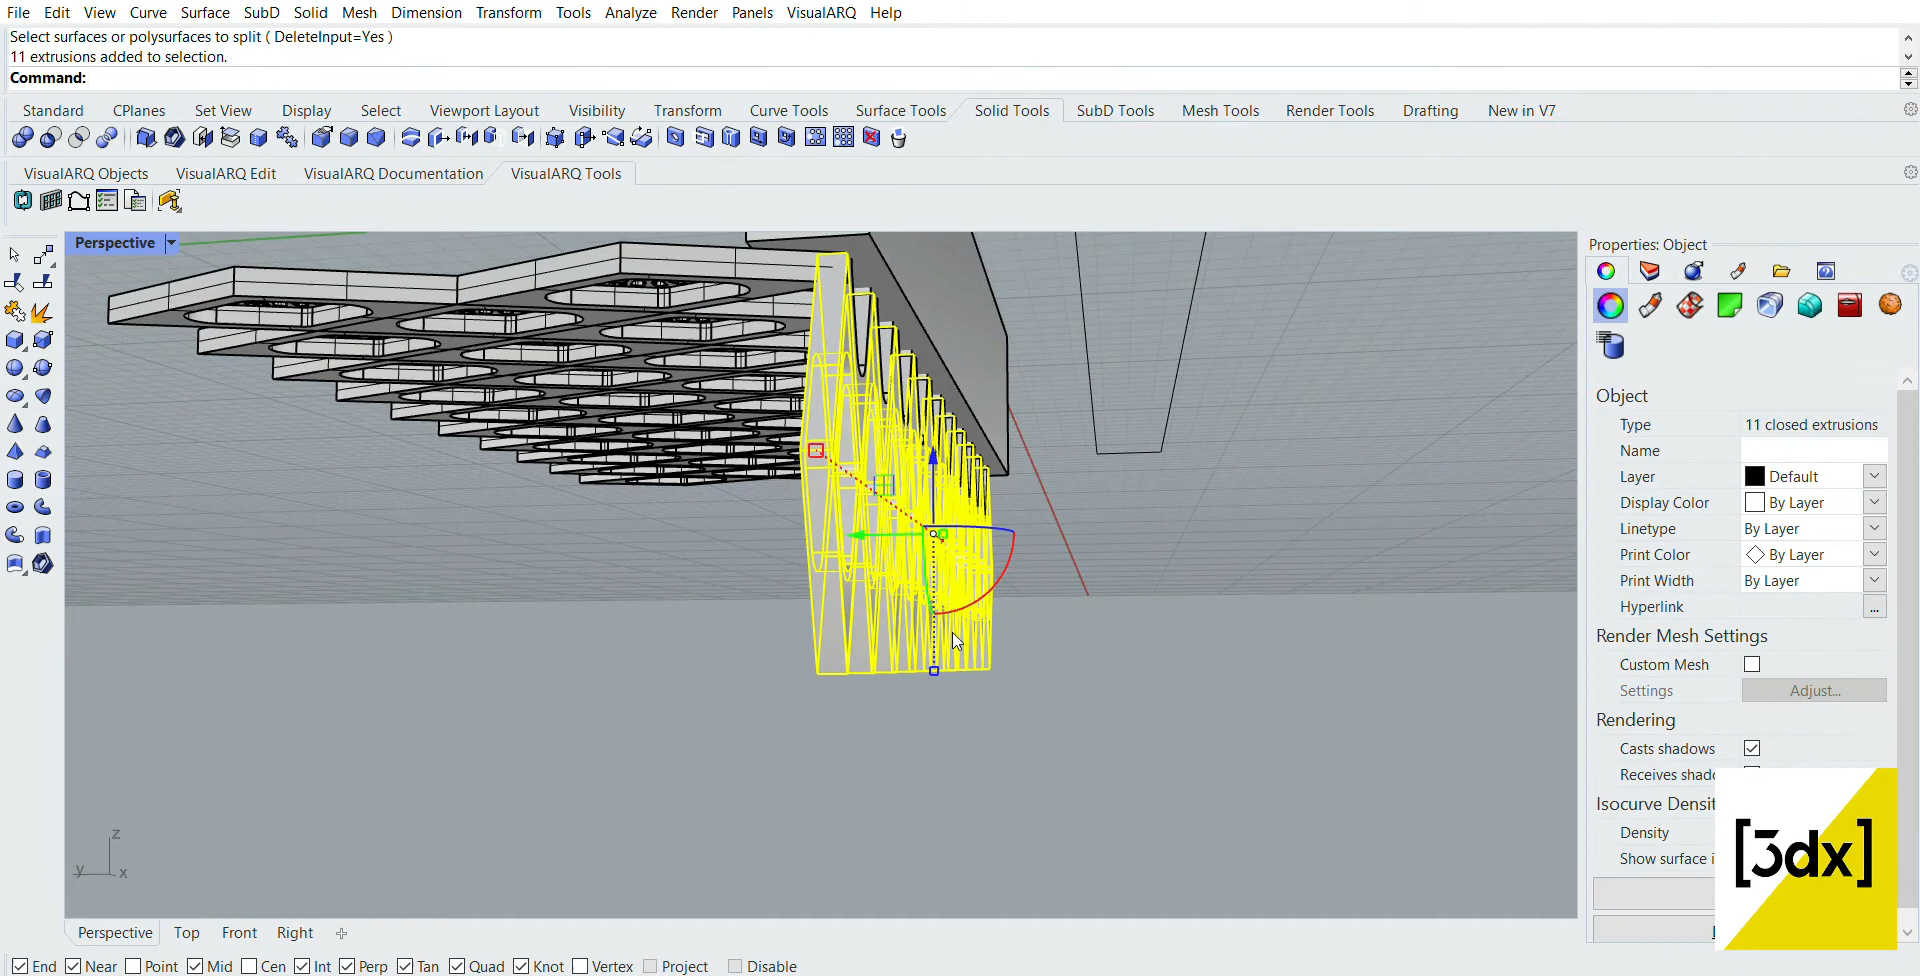 File Edit View Curve Surface SubD Solid Mesh Dimension Transform Tools Analyze Render Panels VisualARQ Help
Select surfaces or polysurfaces to split ( DeleteInput=Yes )
11 extrusions added to selection.
Command:
Standard CPlanes Set View Display Select Viewport Layout Visibility Transform Curve Tools Surface Tools Solid Tools SubD Tools Mesh Tools Render Tools Drafting New in V7
VisualARQ Objects VisualARQ Edit VisualARQ Documentation VisualARQ Tools
Perspective
Properties: Object
Object
Type 11 closed extrusions
Name
Layer Default
Display Color By Layer
Linetype By Layer
Print Color By Layer
Print Width By Layer
Hyperlink ...
Render Mesh Settings
Custom Mesh
Settings Adjust...
Rendering
Casts shadows
Receives shado
Isocurve Densit
Density
Show surface i
[3dx]
z
y x
Perspective Top Front Right
End Near Point Mid Cen Int Perp Tan Quad Knot Vertex Project Disable